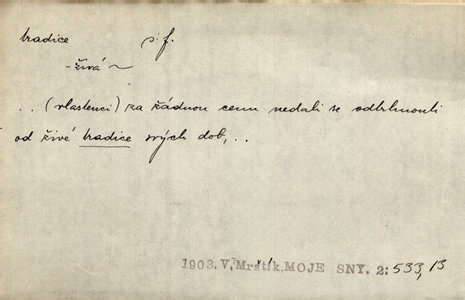 tradice s. f.
- živá ~
.. (vlastenci) za žádnou cenu nedali se odtrhnouti
od živé tradice svých dob, ..
1903. V. Mrštík, MOJE SNY. 2: 533, 13